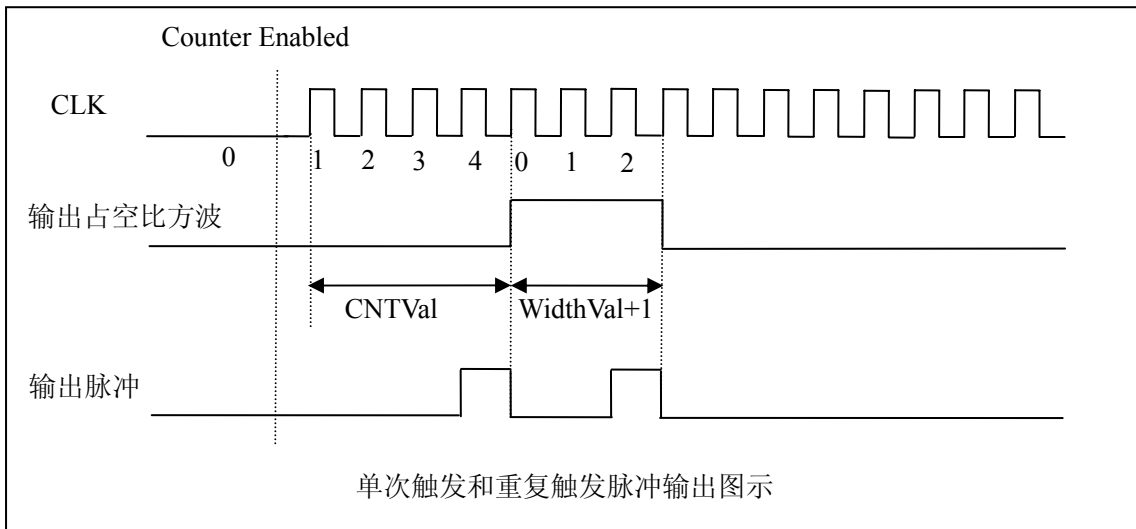 Counter Enabled
CLK
0 1 2 3 4 0 1 2
输出占空比方波
CNTVal WidthVal+1
输出脉冲
单次触发和重复触发脉冲输出图示